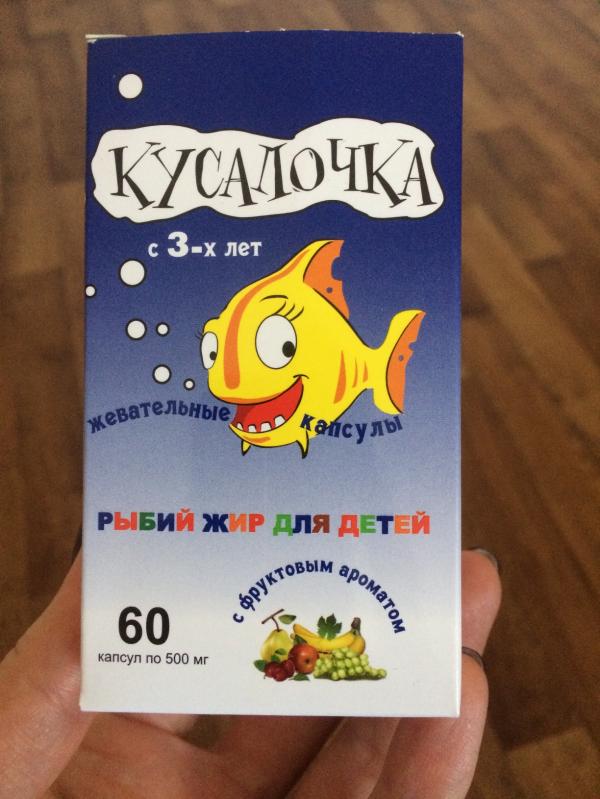 КУСАЛОЧКА
с 3-х лет
жевательные капсулы
РЫБИЙ ЖИР ДЛЯ ДЕТЕЙ
с фруктовым ароматом
60
капсул по 500 мг